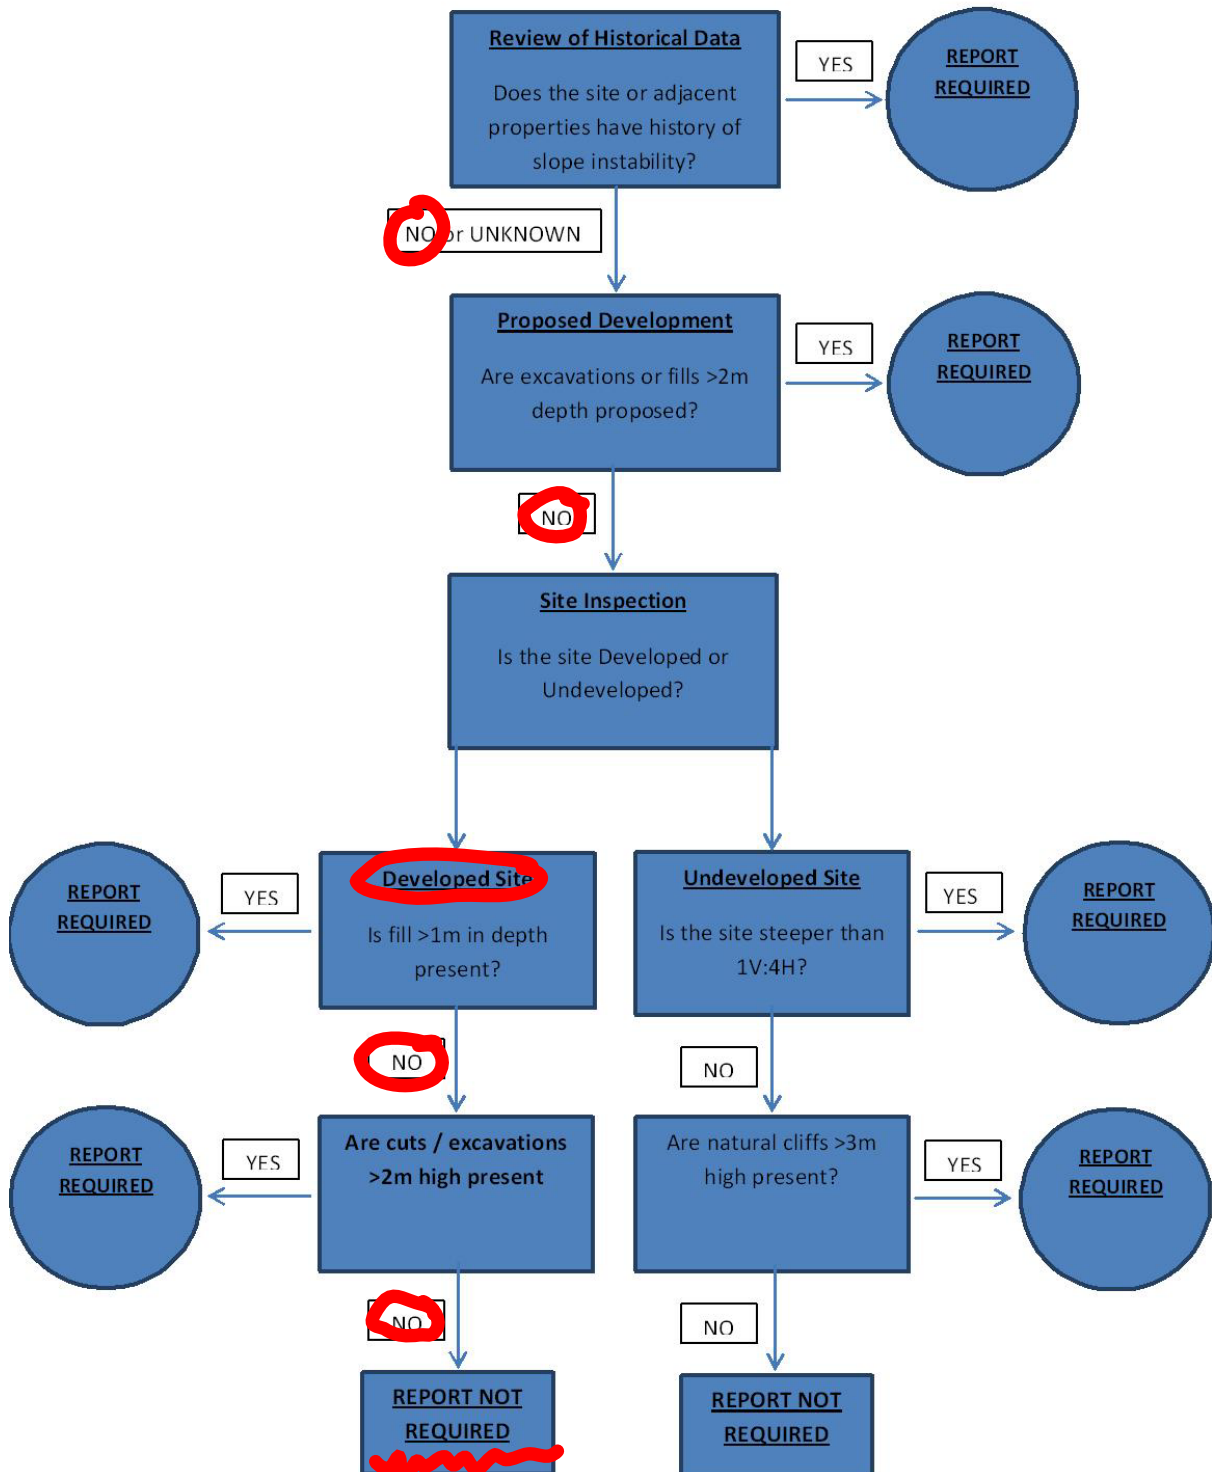 Review of Historical Data
Does the site or adjacent
properties have history of
slope instability?
YES
REPORT
REQUIRED
NO or UNKNOWN
Proposed Development
Are excavations or fills >2m
depth proposed?
YES
REPORT
REQUIRED
NO
Site Inspection
Is the site Developed or
Undeveloped?
REPORT
REQUIRED
YES
Developed Site
Is fill >1m in depth
present?
Undeveloped Site
Is the site steeper than
1V:4H?
YES
REPORT
REQUIRED
NO
NO
REPORT
REQUIRED
YES
Are cuts / excavations
>2m high present
Are natural cliffs >3m
high present?
YES
REPORT
REQUIRED
NO
NO
REPORT NOT
REQUIRED
REPORT NOT
REQUIRED